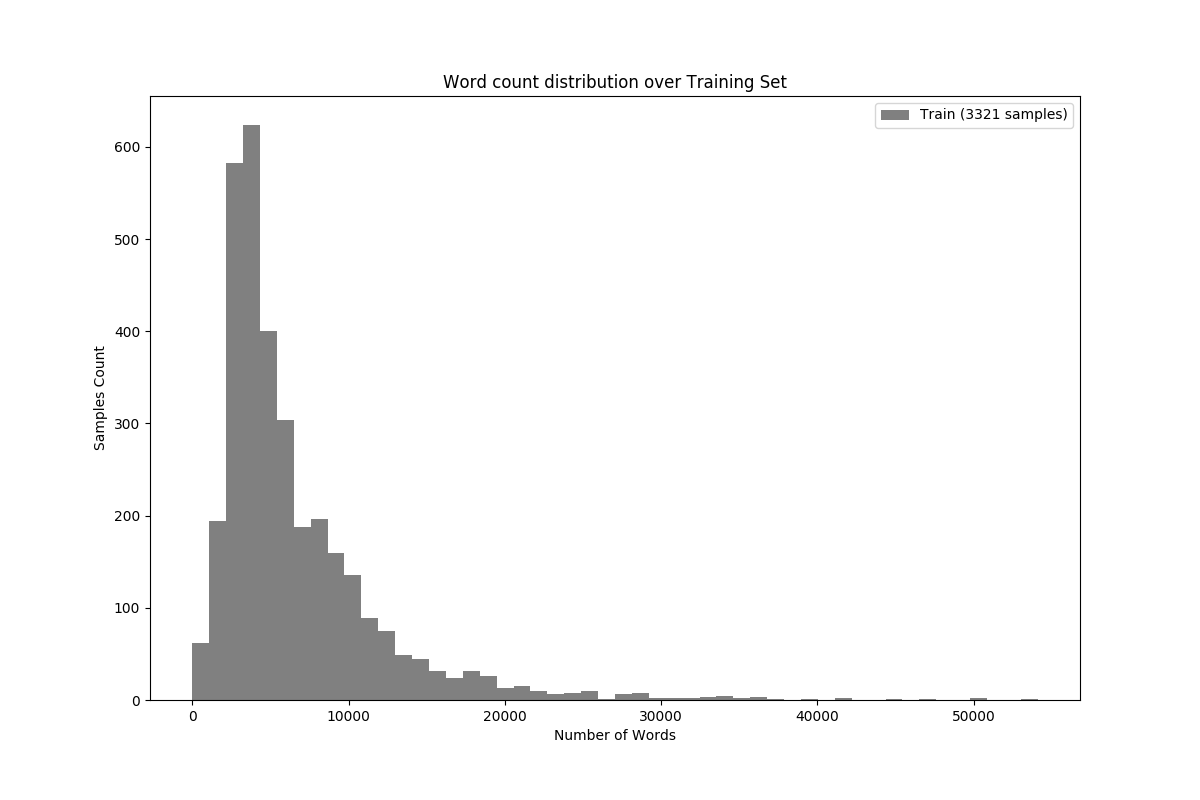 Word count distribution over Training Set
Train (3321 samples)
600
500
400
300
200
100
0
Samples Count
0 10000 20000 30000 40000 50000
Number of Words